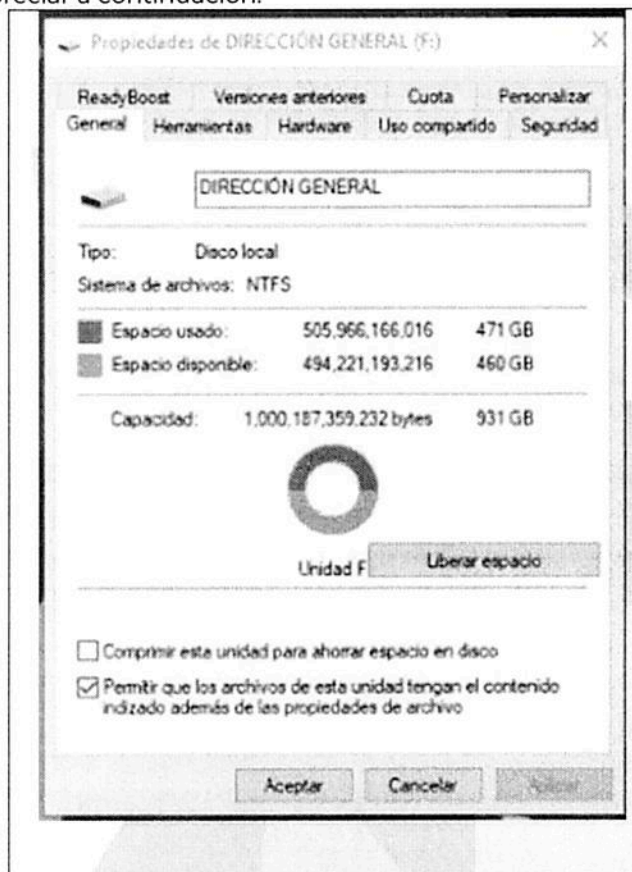 preciar a continuación:
Propiedades de DIRECCIÓN GENERAL (F:)
ReadyBoost Versiones anteriores Cuota Personalizar
General Herramientas Hardware Uso compartido Seguridad
DIRECCIÓN GENERAL
Tipo: Disco local
Sistema de archivos: NTFS
Espacio usado: 505,966,166,016 471 GB
Espacio disponible: 494,221,193,216 460 GB
Capacidad: 1,000,187,359,232 bytes 931 GB
Unidad F Liberar espacio
Comprimir esta unidad para ahorrar espacio en disco
Permitir que los archivos de esta unidad tengan el contenido
indizado además de las propiedades de archivo
Aceptar Cancelar Aplicar